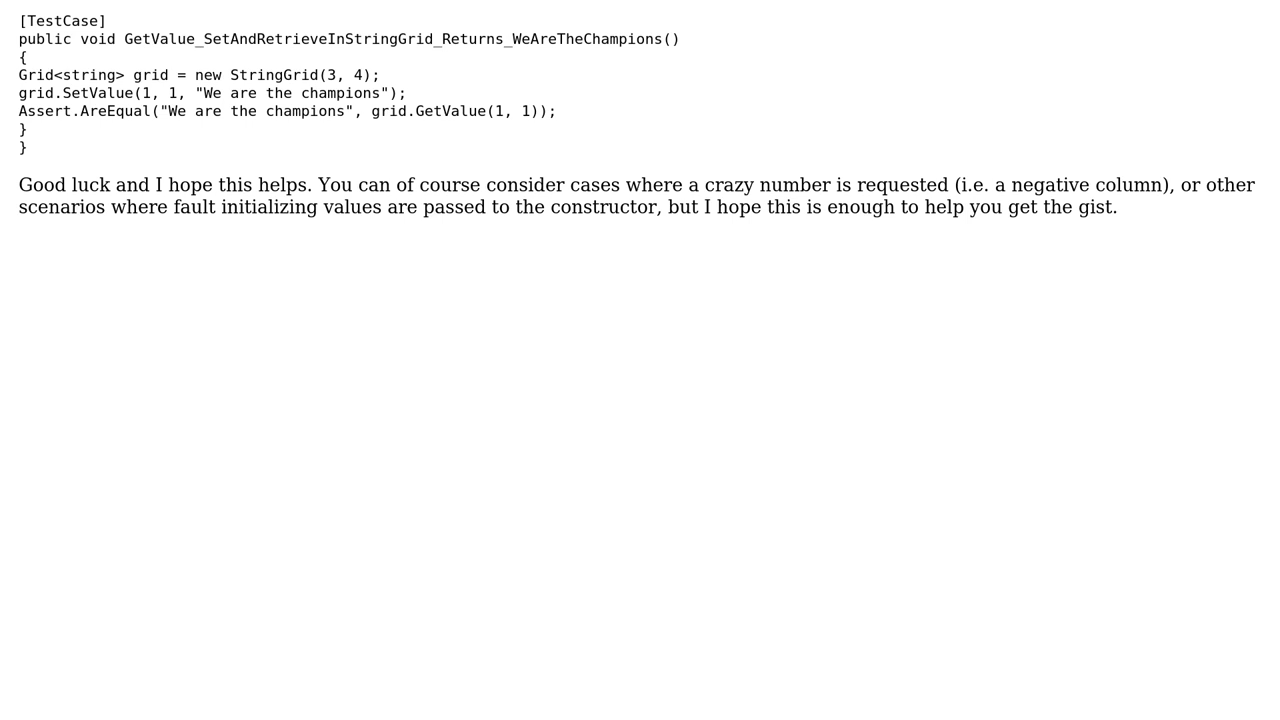 [TestCase]
public void GetValue_SetAndRetrieveInStringGrid_Returns_WeAreTheChampions()
{
Grid<string> grid = new StringGrid(3, 4);
grid.SetValue(1, 1, "We are the champions");
Assert.AreEqual("We are the champions", grid.GetValue(1, 1));
}
}
Good luck and I hope this helps. You can of course consider cases where a crazy number is requested (i.e. a negative column), or other
scenarios where fault initializing values are passed to the constructor, but I hope this is enough to help you get the gist.